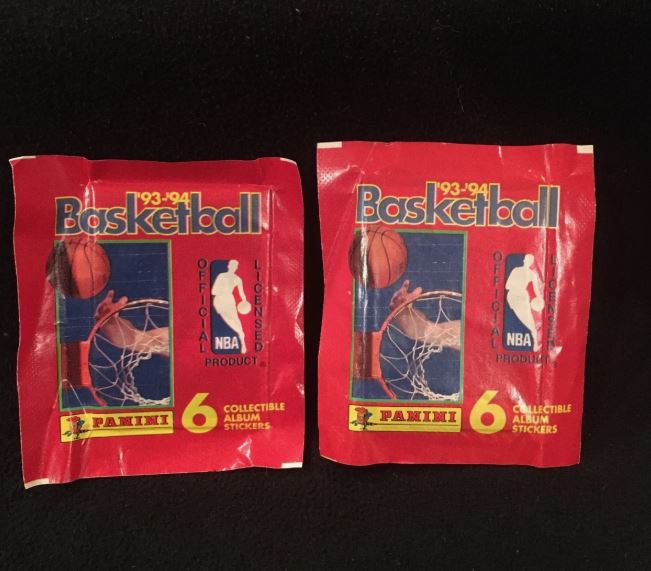 '93-'94
Basketball
OFFICIAL
LICENSED
NBA
PRODUCT
PANINI
6
COLLECTIBLE
ALBUM
STICKERS
'93-'94
Basketball
OFFICIAL
LICENSED
NBA
PRODUCT
PANINI
6
COLLECTIBLE
ALBUM
STICKERS